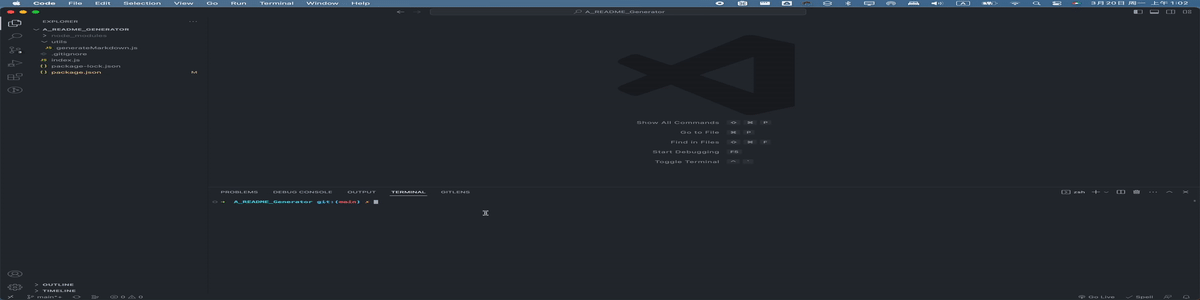 Code File Edit Selection View Go Run Terminal Window Help
A
3月20日 周一 上午1:02
A_README_Generator
EXPLORER
A_README_GENERATOR
node_modules
utils
JS generateMarkdown.js
.gitignore
JS index.js
{} package-lock.json
{} package.json M
Show All Commands ⇧ ⌘ P
Go to File ⌘ P
Find in Files ⇧ ⌘ F
Start Debugging F5
Toggle Terminal ⌃ `
PROBLEMS DEBUG CONSOLE OUTPUT TERMINAL GITLENS
zsh
A_README_Generator git:(main) ✗
OUTLINE
TIMELINE
main*+ 0 0
Go Live Spell